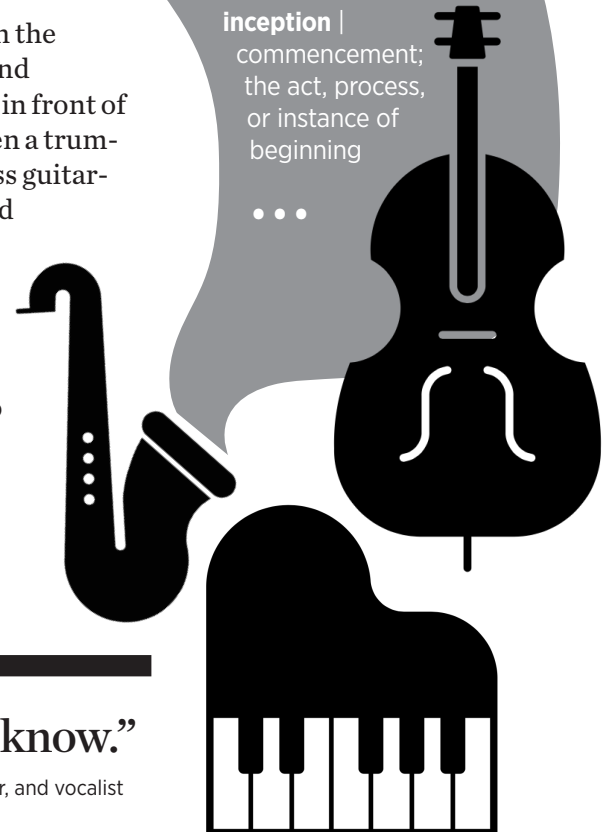 n the
nd
in front of
en a trum-
ss guitar-
d
inception |
commencement;
the act, process,
or instance of
beginning
...
know.”
r, and vocalist